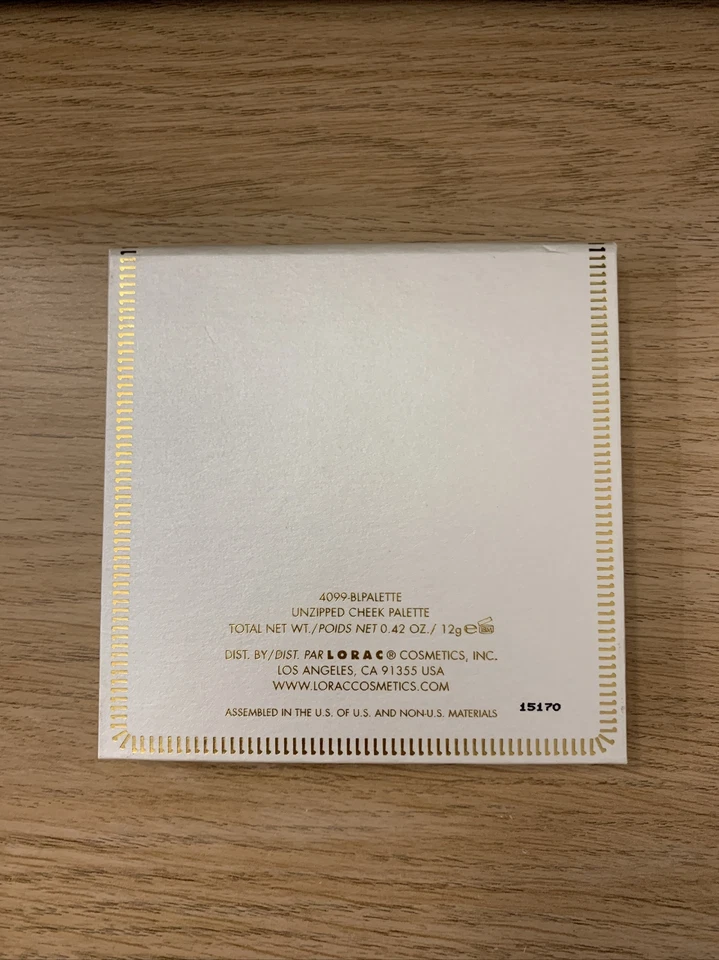 4099-BLPALETTE
UNZIPPED CHEEK PALETTE
TOTAL NET WT./POIDS NET 0.42 OZ./ 12g ℮
DIST. BY/DIST. PAR LORAC® COSMETICS, INC.
LOS ANGELES, CA 91355 USA
WWW.LORACCOSMETICS.COM
ASSEMBLED IN THE U.S. OF U.S. AND NON-U.S. MATERIALS 15170